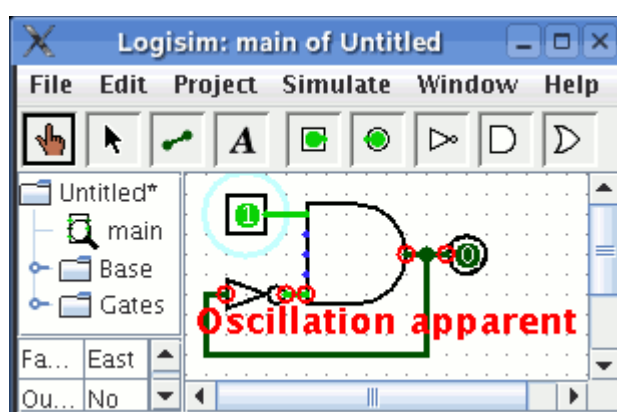 Logisim: main of Untitled
File Edit Project Simulate Window Help
A
Untitled*
main
Base
Gates
1
0
Oscillation apparent
Fa... East
Ou... No